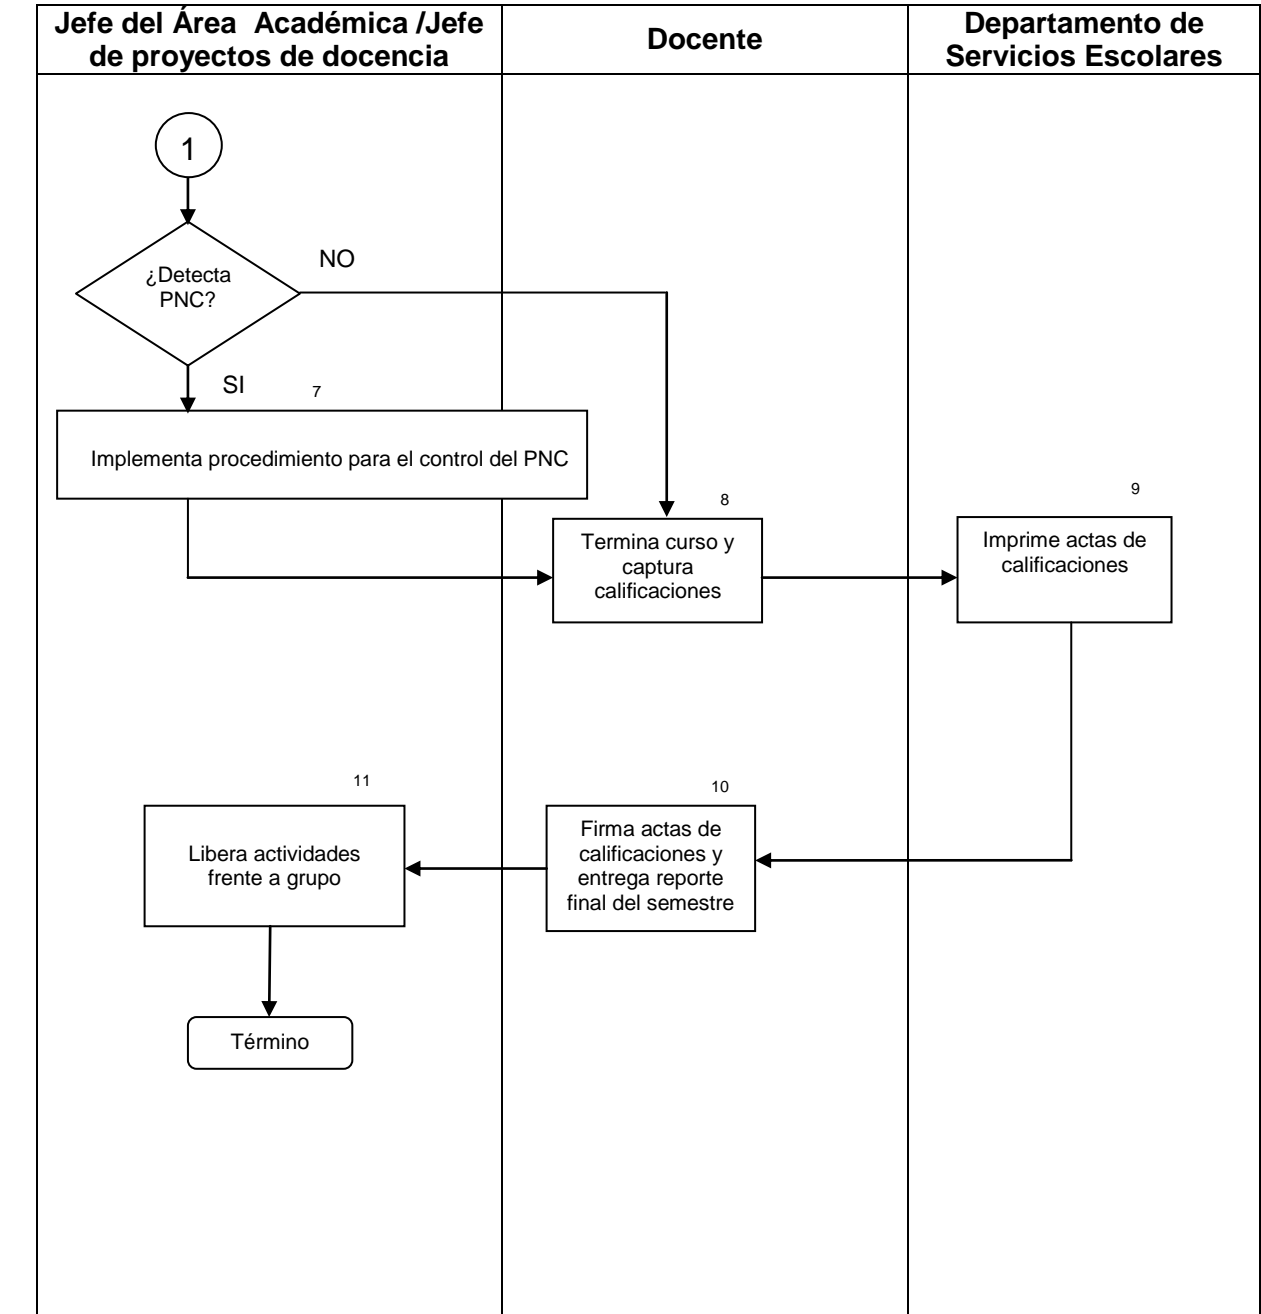 Jefe del Área  Académica /Jefe
de proyectos de docencia
Docente
Departamento de
Servicios Escolares
1
¿Detecta
PNC?
NO
SI
7
Implementa procedimiento para el control del PNC
8
Termina curso y
captura
calificaciones
9
Imprime actas de
calificaciones
11
Libera actividades
frente a grupo
10
Firma actas de
calificaciones y
entrega reporte
final del semestre
Término